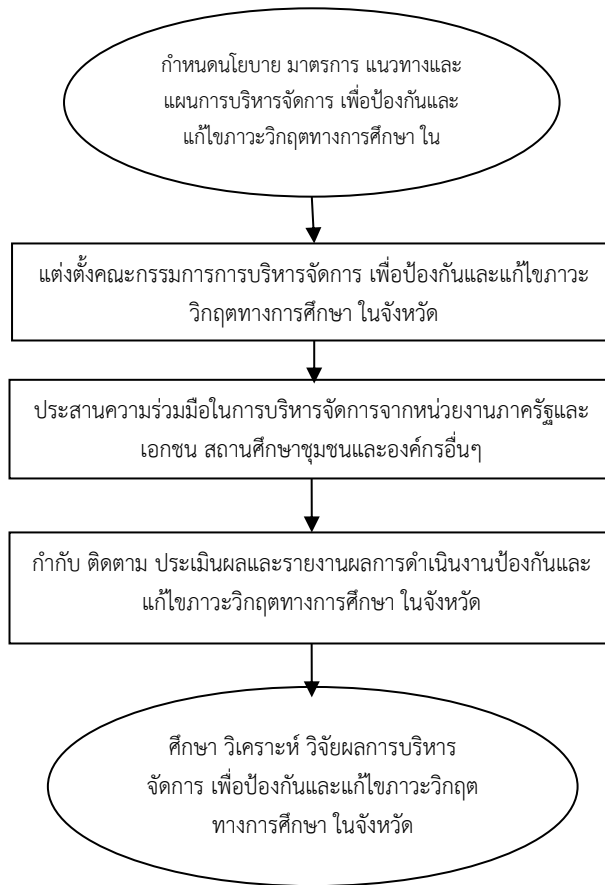 กำหนดนโยบาย มาตรการ แนวทางและ
แผนการบริหารจัดการ เพื่อป้องกันและ
แก้ไขภาวะวิกฤตทางการศึกษา ใน
แต่งตั้งคณะกรรมการการบริหารจัดการ เพื่อป้องกันและแก้ไขภาวะ
วิกฤตทางการศึกษา ในจังหวัด
ประสานความร่วมมือในการบริหารจัดการจากหน่วยงานภาครัฐและ
เอกชน สถานศึกษาชุมชนและองค์กรอื่นๆ
กำกับ ติดตาม ประเมินผลและรายงานผลการดำเนินงานป้องกันและ
แก้ไขภาวะวิกฤตทางการศึกษา ในจังหวัด
ศึกษา วิเคราะห์ วิจัยผลการบริหาร
จัดการ เพื่อป้องกันและแก้ไขภาวะวิกฤต
ทางการศึกษา ในจังหวัด